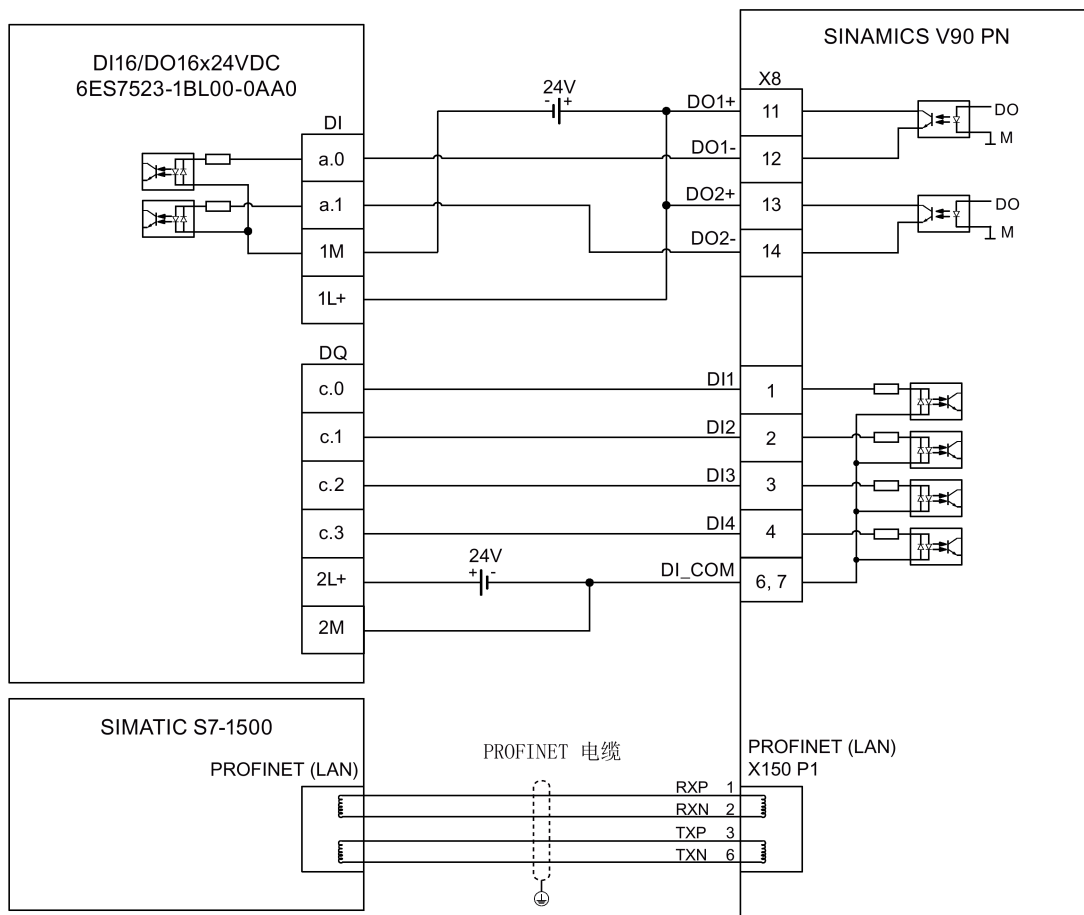 SINAMICS V90 PN
DI16/DO16x24VDC
6ES7523-1BL00-0AA0
X8
24V
- +
DI
DO1+
11
DO
M
a.0
DO1-
12
a.1
DO2+
13
DO
M
1M
DO2-
14
1L+
DQ
c.0
DI1
1
c.1
DI2
2
c.2
DI3
3
c.3
DI4
4
24V
+ -
2L+
DI_COM
6, 7
2M
SIMATIC S7-1500
PROFINET (LAN)
PROFINET 电缆
PROFINET (LAN)
X150 P1
RXP 1
RXN 2
TXP 3
TXN 6